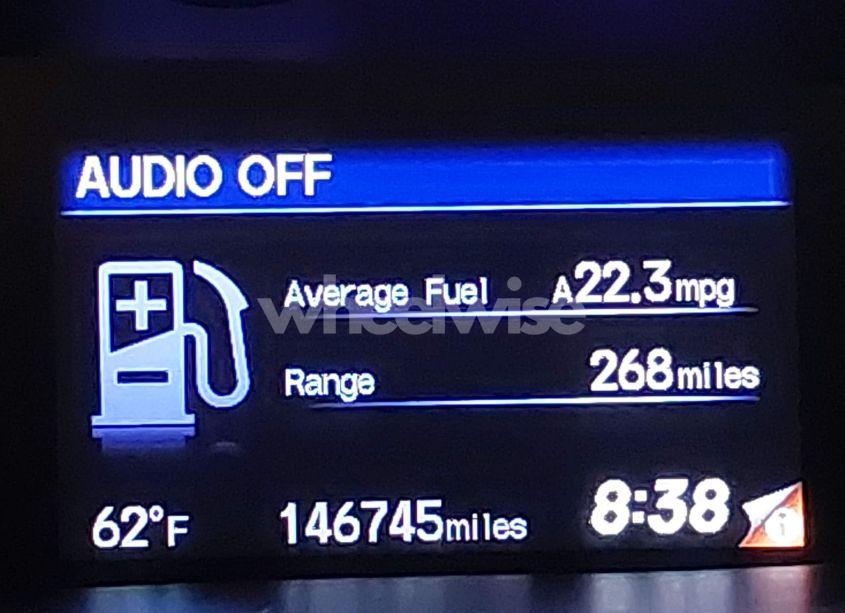 AUDIO OFF
Average Fuel A22.3mpg
wheelwise
Range 268miles
62°F 146745miles 8:38 i